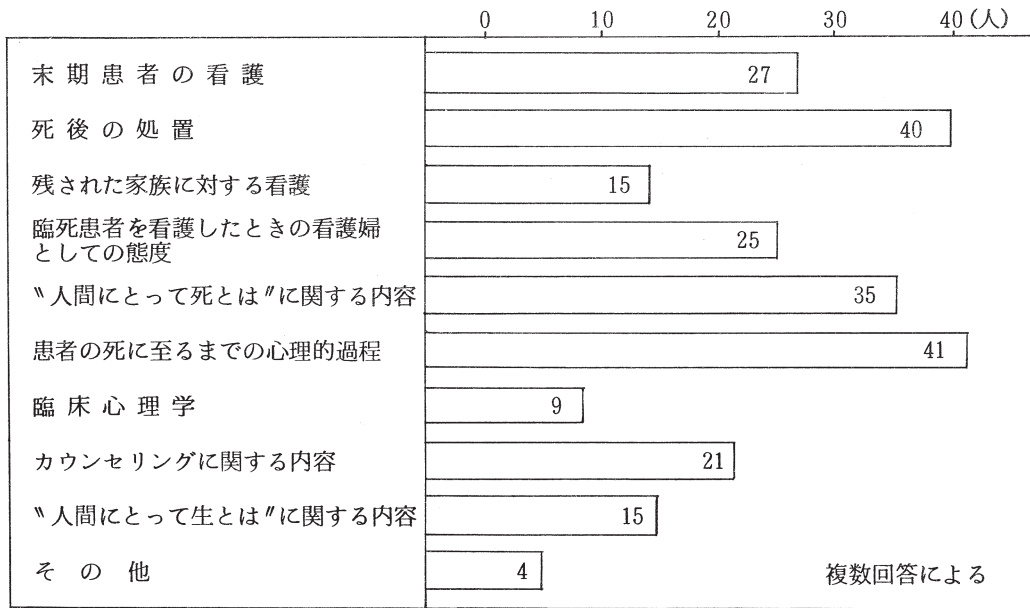 0 10 20 30 40(人)
末期患者の看護 27
死後の処置 40
残された家族に対する看護 15
臨死患者を看護したときの看護婦
としての態度 25
〝人間にとって死とは〞に関する内容 35
患者の死に至るまでの心理的過程 41
臨床心理学 9
カウンセリングに関する内容 21
〝人間にとって生とは〞に関する内容 15
その他 4
複数回答による